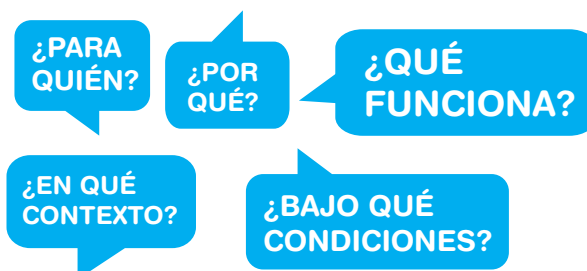 ¿PARA
QUIÉN?
¿POR
QUÉ?
¿QUÉ
FUNCIONA?
¿EN QUÉ
CONTEXTO?
¿BAJO QUÉ
CONDICIONES?